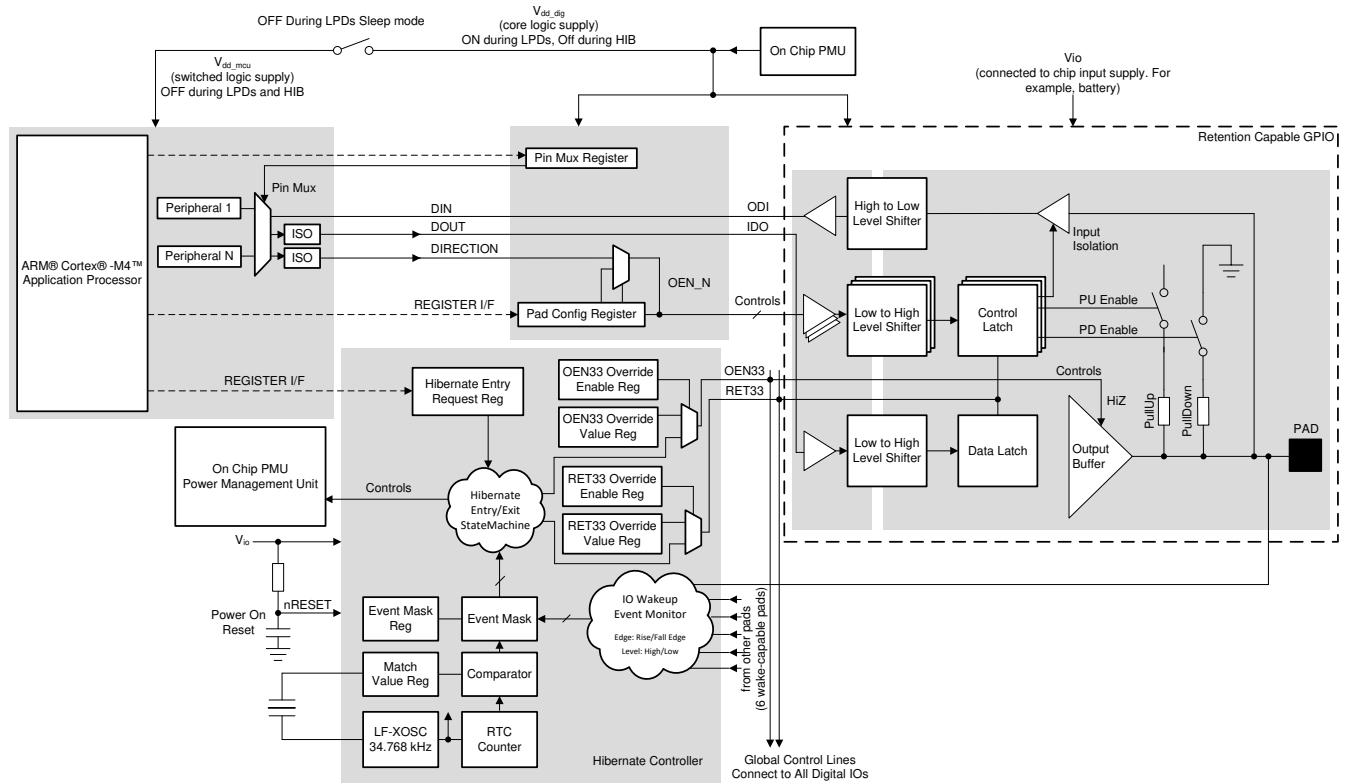 OFF During LPDs Sleep mode
Vdd_dig
(core logic supply)
ON during LPDs, Off during HIB
On Chip PMU
Vdd_mcu
(switched logic supply)
OFF during LPDs and HIB
Vio
(connected to chip input supply. For
example, battery)
Retention Capable GPIO
ARM® Cortex® -M4™
Application Processor
Pin Mux Register
Pin Mux
Peripheral 1
Peripheral N
ISO
ISO
DIN
DOUT
DIRECTION
ODI
IDO
High to Low
Level Shifter
Input
Isolation
OEN_N
REGISTER I/F
Pad Config Register
Controls
Low to High
Level Shifter
Control
Latch
PU Enable
PD Enable
REGISTER I/F
Hibernate Entry
Request Reg
OEN33 Override
Enable Reg
OEN33 Override
Value Reg
OEN33
RET33
Controls
HiZ
PullUp
PullDown
PAD
Low to High
Level Shifter
Data Latch
Output
Buffer
On Chip PMU
Power Management Unit
Controls
Hibernate
Entry/Exit
StateMachine
RET33 Override
Enable Reg
RET33 Override
Value Reg
Vio
nRESET
Power On
Reset
Event Mask
Reg
Event Mask
IO Wakeup
Event Monitor
Edge: Rise/Fall Edge
Level: High/Low
from other pads
(6 wake-capable pads)
Match
Value Reg
Comparator
LF-XOSC
34.768 kHz
RTC
Counter
Hibernate Controller
Global Control Lines
Connect to All Digital IOs